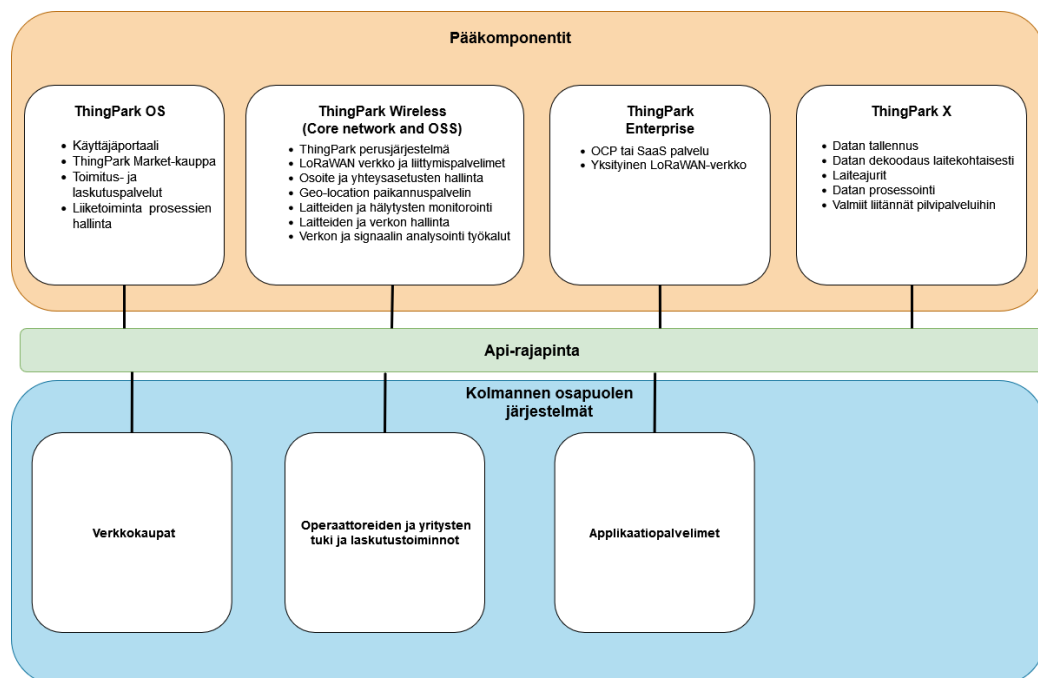 Pääkomponentit
ThingPark OS
• Käyttäjäportaali
• ThingPark Market-kauppa
• Toimitus- ja
laskutuspalvelut
• Liiketoiminta prosessien
hallinta
ThingPark Wireless
(Core network and OSS)
• ThingPark perusjärjestelmä
• LoRaWAN verkko ja liittymispalvelimet
• Osoite ja yhteysasetusten hallinta
• Geo-location paikannuspalvelin
• Laitteiden ja hälytysten monitorointi
• Laitteiden ja verkon hallinta
• Verkon ja signaalin analysointi työkalut
ThingPark
Enterprise
• OCP tai SaaS palvelu
• Yksityinen LoRaWAN-verkko
ThingPark X
• Datan tallennus
• Datan dekoodaus laitekohtaisesti
• Laiteajurit
• Datan prosessointi
• Valmiit liitännät pilvipalveluihin
Api-rajapinta
Kolmannen osapuolen
järjestelmät
Verkkokaupat
Operaattoreiden ja yritysten
tuki ja laskutustoiminnot
Applikaatiopalvelimet